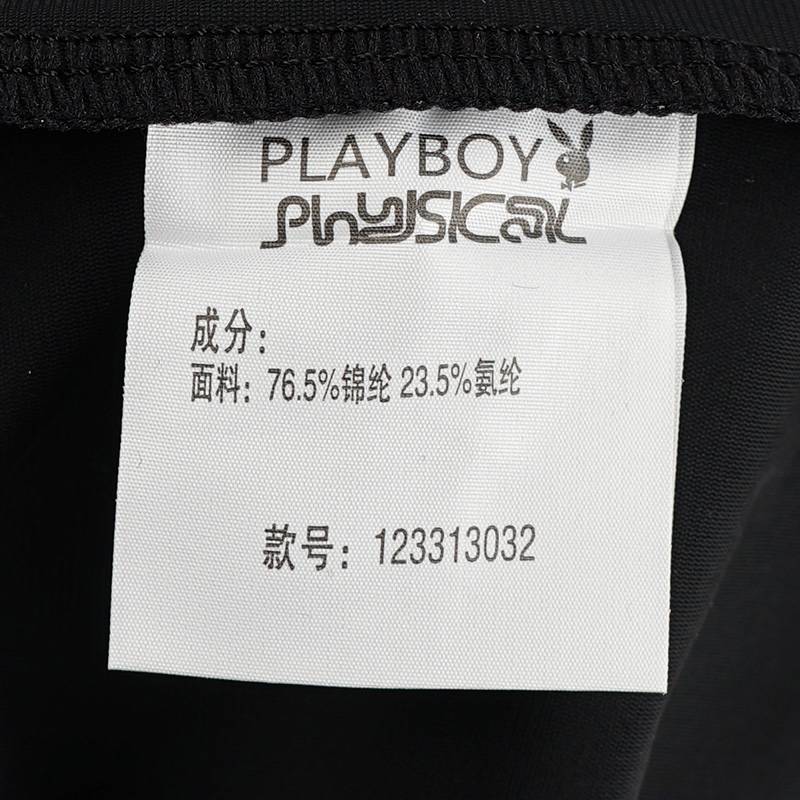 PLAYBOY
Physical
成分:
面料: 76.5%锦纶 23.5%氨纶
款号: 123313032